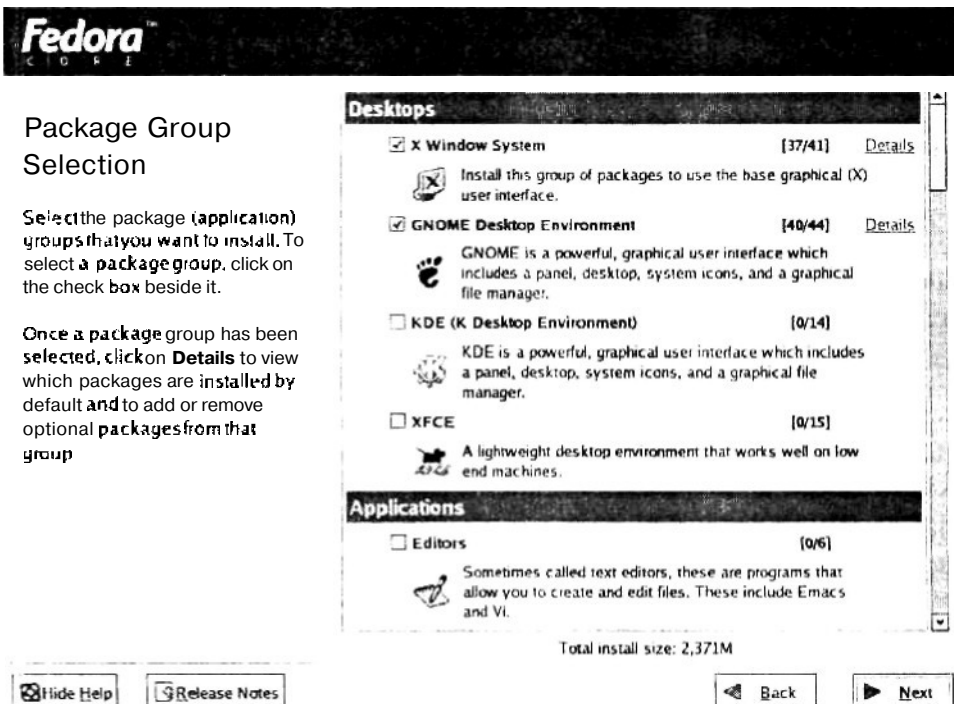 Fedora™
CORE
Package Group
Selection
Select the package (application)
groups that you want to install. To
select a package group, click on
the check box beside it.
Once a package group has been
selected, click on Details to view
which packages are installed by
default and to add or remove
optional packages from that
group
Desktops
X Window System [37/41] Details
Install this group of packages to use the base graphical (X)
user interface.
GNOME Desktop Environment [40/44] Details
GNOME is a powerful, graphical user interface which
includes a panel, desktop, system icons, and a graphical
file manager.
KDE (K Desktop Environment) [0/14]
KDE is a powerful, graphical user interface which includes
a panel, desktop, system icons, and a graphical file
manager.
XFCE [0/15]
A lightweight desktop environment that works well on low
end machines.
Applications
Editors [0/6]
Sometimes called text editors, these are programs that
allow you to create and edit files. These include Emacs
and Vi.
Total install size: 2,371M
Hide Help
Release Notes
Back
Next